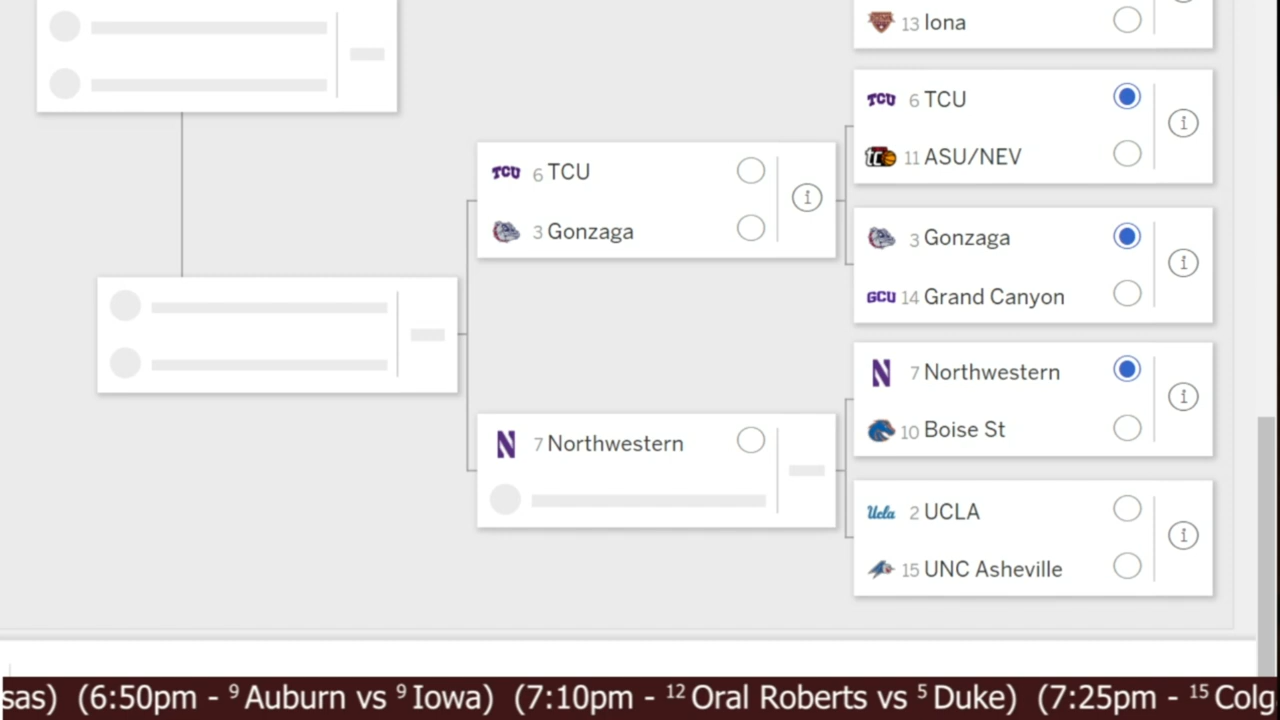 13 Iona
TCU 6 TCU
11 ASU/NEV
TCU 6 TCU
3 Gonzaga
3 Gonzaga
GCU 14 Grand Canyon
N 7 Northwestern
10 Boise St
N 7 Northwestern
Ucla 2 UCLA
15 UNC Asheville
sas) (6:50pm - 9 Auburn vs 9 Iowa) (7:10pm - 12 Oral Roberts vs 5 Duke) (7:25pm - 15 Colg